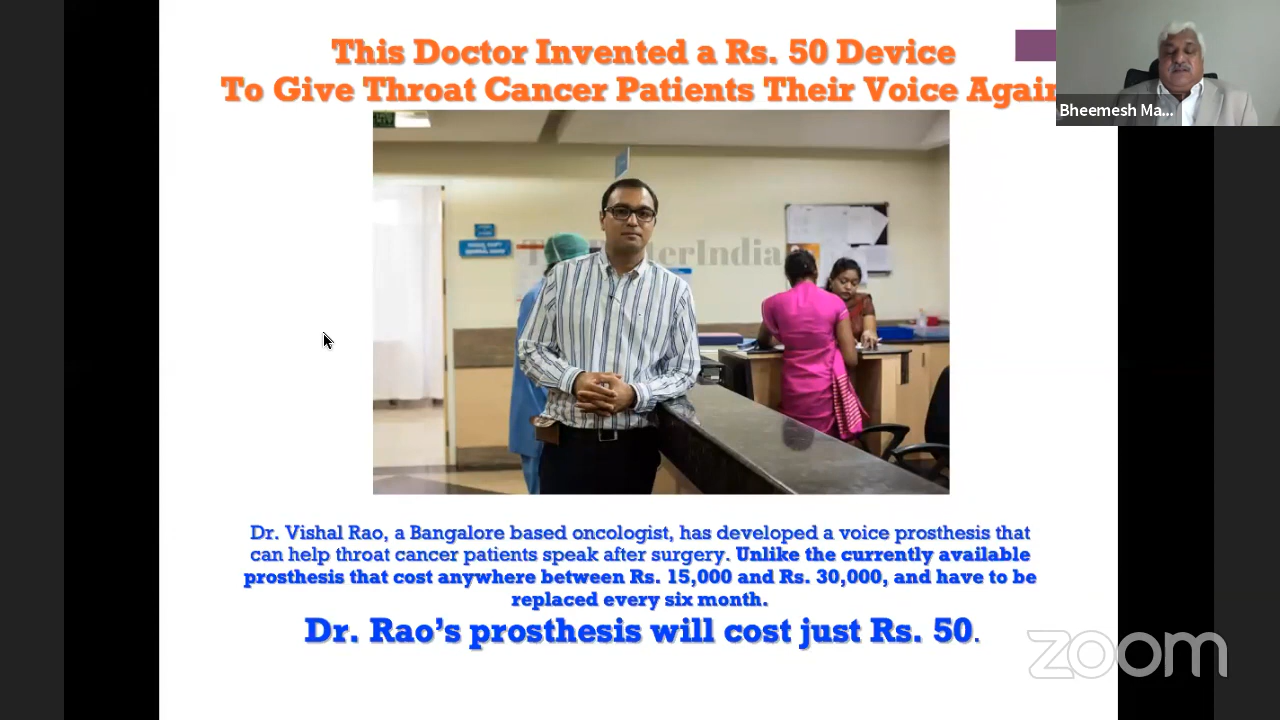 This Doctor Invented a Rs. 50 Device
To Give Throat Cancer Patients Their Voice Again
Bheemesh Ma...
TheBetterIndia
Dr. Vishal Rao, a Bangalore based oncologist, has developed a voice prosthesis that
can help throat cancer patients speak after surgery. Unlike the currently available
prosthesis that cost anywhere between Rs. 15,000 and Rs. 30,000, and have to be
replaced every six month.
Dr. Rao's prosthesis will cost just Rs. 50.
zoom